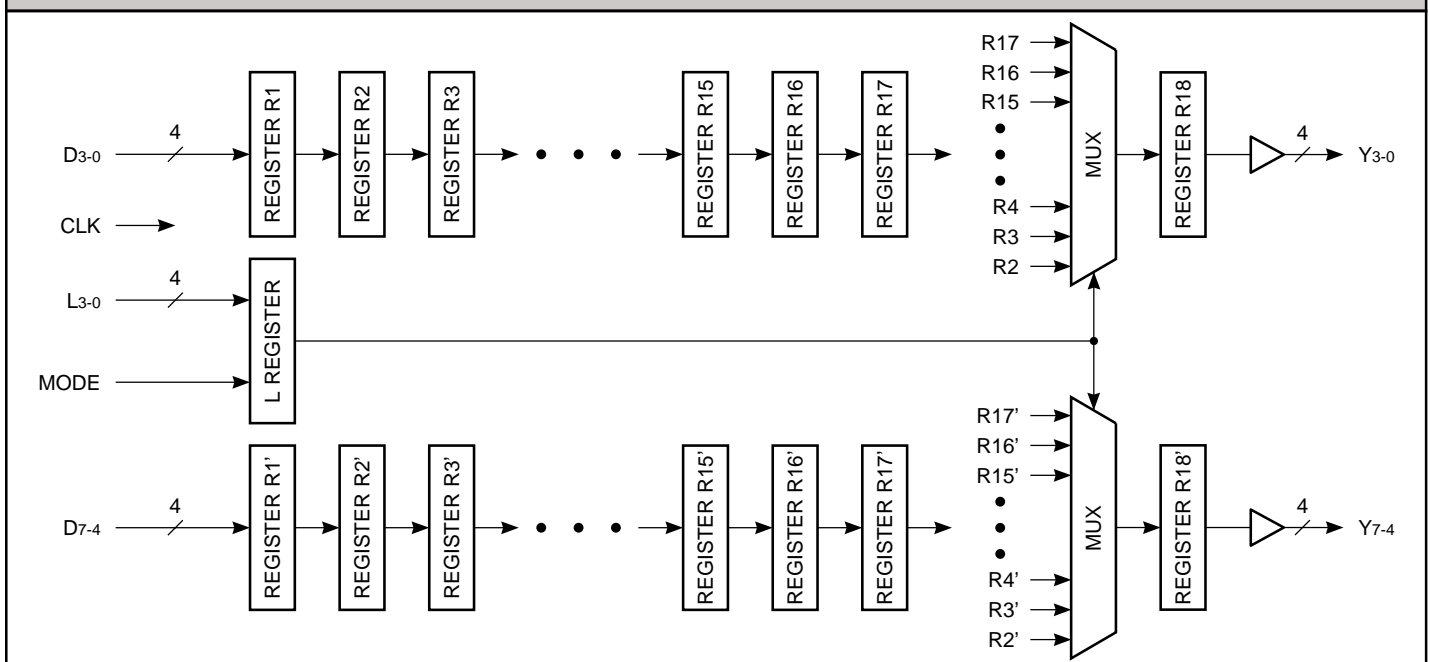 R17
R16
R15
R4
R3
R2
4
D3-0
REGISTER R1
REGISTER R2
REGISTER R3
REGISTER R15
REGISTER R16
REGISTER R17
MUX
REGISTER R18
4
Y3-0
CLK
4
L3-0
L REGISTER
MODE
R17'
R16'
R15'
R4'
R3'
R2'
4
D7-4
REGISTER R1'
REGISTER R2'
REGISTER R3'
REGISTER R15'
REGISTER R16'
REGISTER R17'
MUX
REGISTER R18'
4
Y7-4